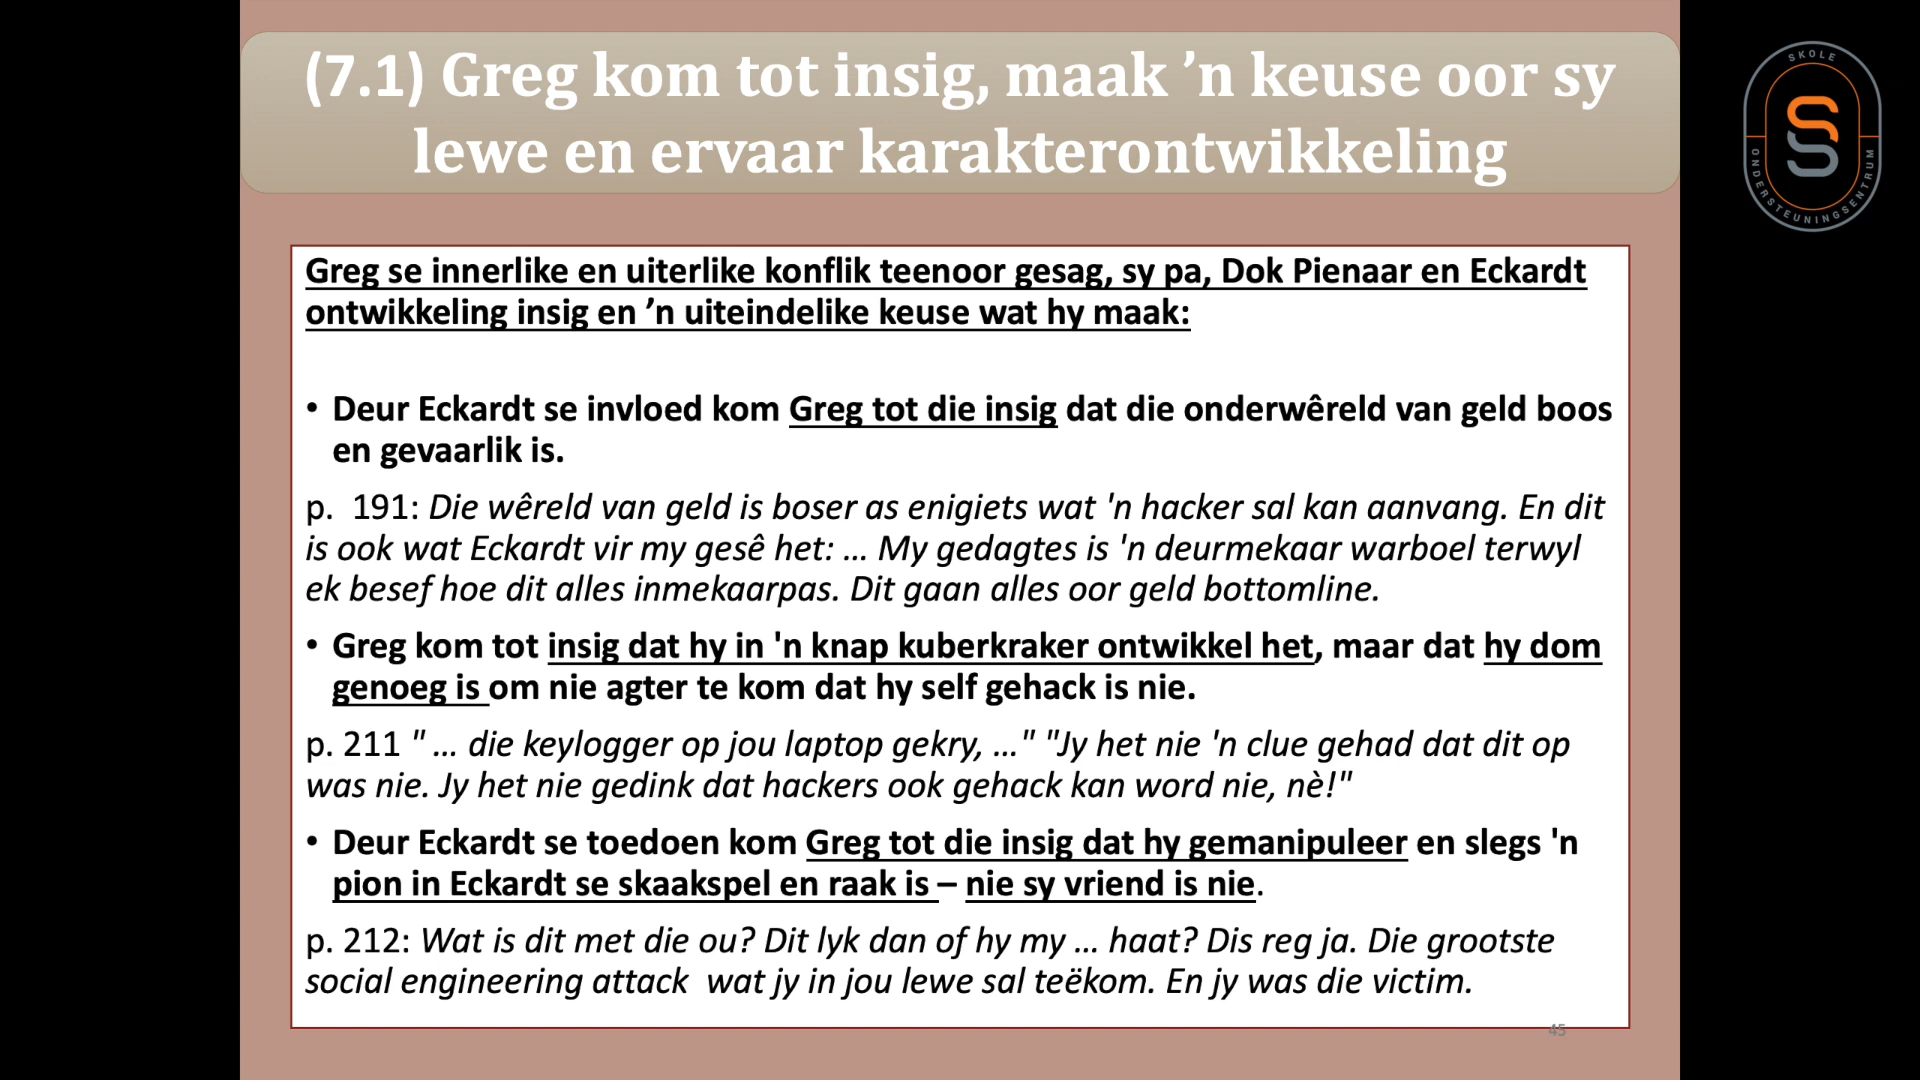 (7.1) Greg kom tot insig, maak ’n keuse oor sy
lewe en ervaar karakterontwikkeling
SKOLE
SS
ONDERSTEUNINGSENTRUM
Greg se innerlike en uiterlike konflik teenoor gesag, sy pa, Dok Pienaar en Eckardt
ontwikkeling insig en ’n uiteindelike keuse wat hy maak:
• Deur Eckardt se invloed kom Greg tot die insig dat die onderwêreld van geld boos
en gevaarlik is.
p. 191: Die wêreld van geld is boser as enigiets wat 'n hacker sal kan aanvang. En dit
is ook wat Eckardt vir my gesê het: ... My gedagtes is 'n deurmekaar warboel terwyl
ek besef hoe dit alles inmekaarpas. Dit gaan alles oor geld bottomline.
• Greg kom tot insig dat hy in 'n knap kuberkraker ontwikkel het, maar dat hy dom
genoeg is om nie agter te kom dat hy self gehack is nie.
p. 211 " ... die keylogger op jou laptop gekry, ..." "Jy het nie 'n clue gehad dat dit op
was nie. Jy het nie gedink dat hackers ook gehack kan word nie, nè!"
• Deur Eckardt se toedoen kom Greg tot die insig dat hy gemanipuleer en slegs 'n
pion in Eckardt se skaakspel en raak is – nie sy vriend is nie.
p. 212: Wat is dit met die ou? Dit lyk dan of hy my ... haat? Dis reg ja. Die grootste
social engineering attack wat jy in jou lewe sal teëkom. En jy was die victim.
45